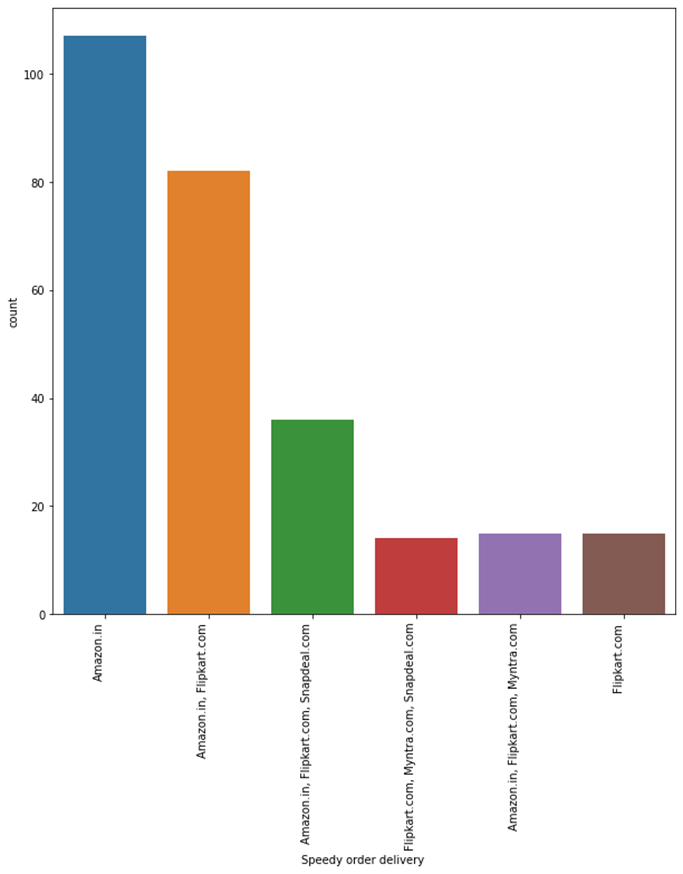 100
80
60
40
20
0
count
Amazon.in
Amazon.in, Flipkart.com
Amazon.in, Flipkart.com, Snapdeal.com
Flipkart.com, Myntra.com, Snapdeal.com
Amazon.in, Flipkart.com, Myntra.com
Flipkart.com
Speedy order delivery